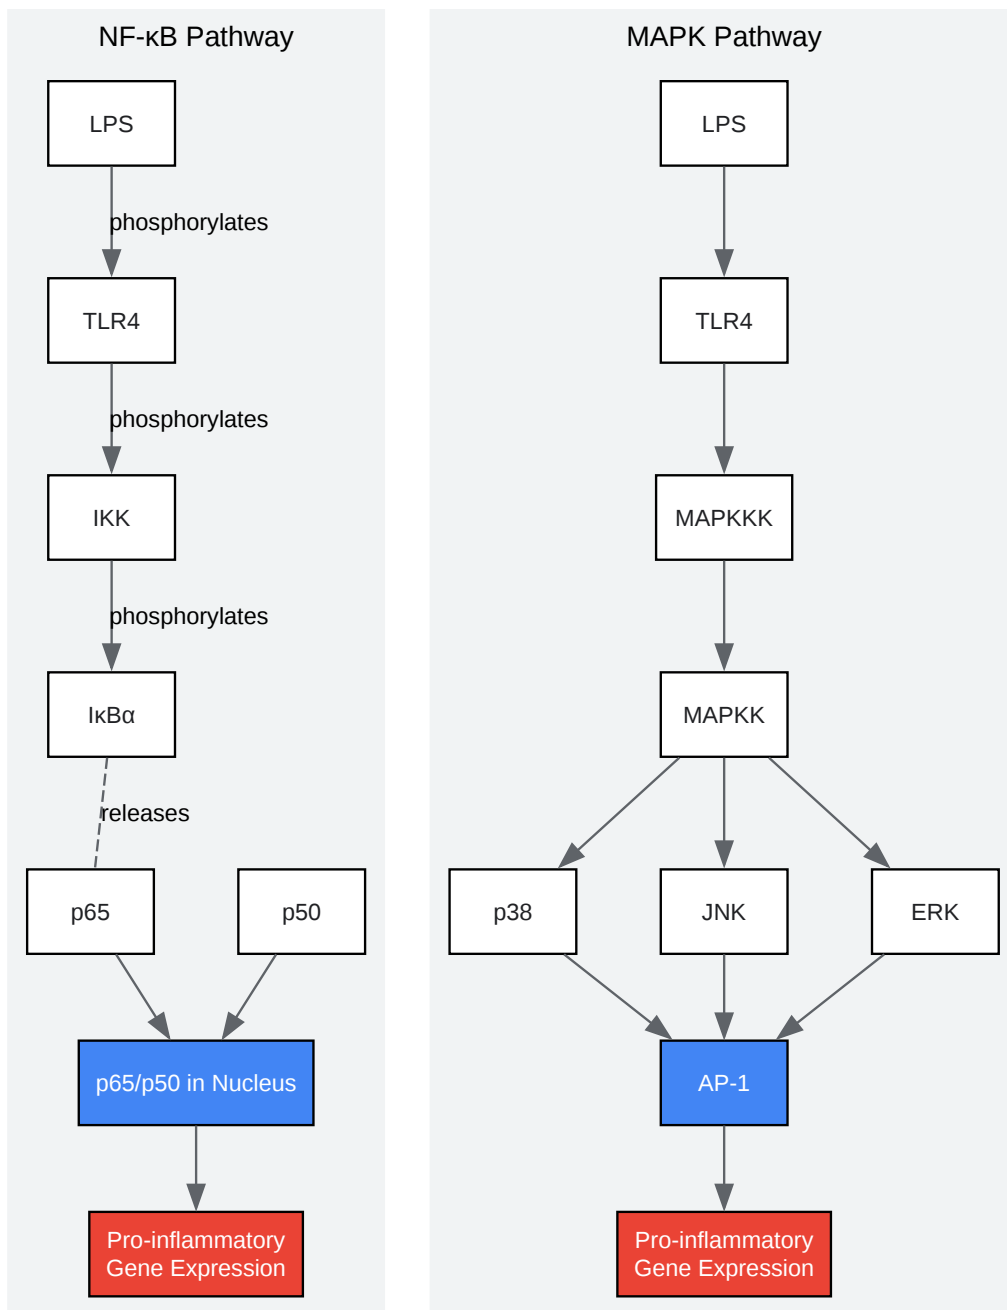 NF-κB Pathway
LPS
phosphorylates
TLR4
phosphorylates
IKK
phosphorylates
IκBα
releases
p65
p50
p65/p50 in Nucleus
Pro-inflammatory
Gene Expression
MAPK Pathway
LPS
TLR4
MAPKKK
MAPKK
p38
JNK
ERK
AP-1
Pro-inflammatory
Gene Expression